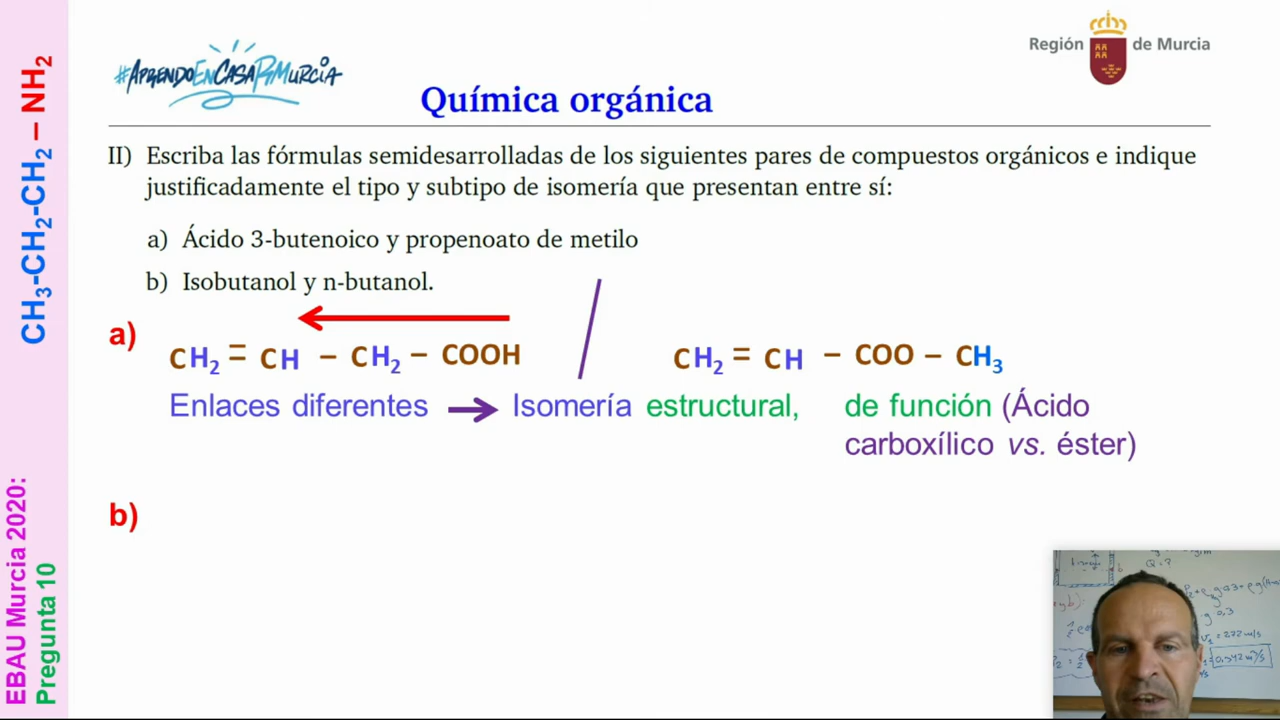 #APRENDOENCASARMURCIA
Región de Murcia
Química orgánica
CH₃-CH₂-CH₂ – NH₂
II) Escriba las fórmulas semidesarrolladas de los siguientes pares de compuestos orgánicos e indique
justificadamente el tipo y subtipo de isomería que presentan entre sí:
a) Ácido 3-butenoico y propenoato de metilo
b) Isobutanol y n-butanol.
a)
CH₂ = CH – CH₂ – COOH
CH₂ = CH – COO – CH₃
Enlaces diferentes → Isomería estructural, de función (Ácido
carboxílico vs. éster)
b)
EBAU Murcia 2020:
Pregunta 10
Q=?
0,3
= 272 m/s